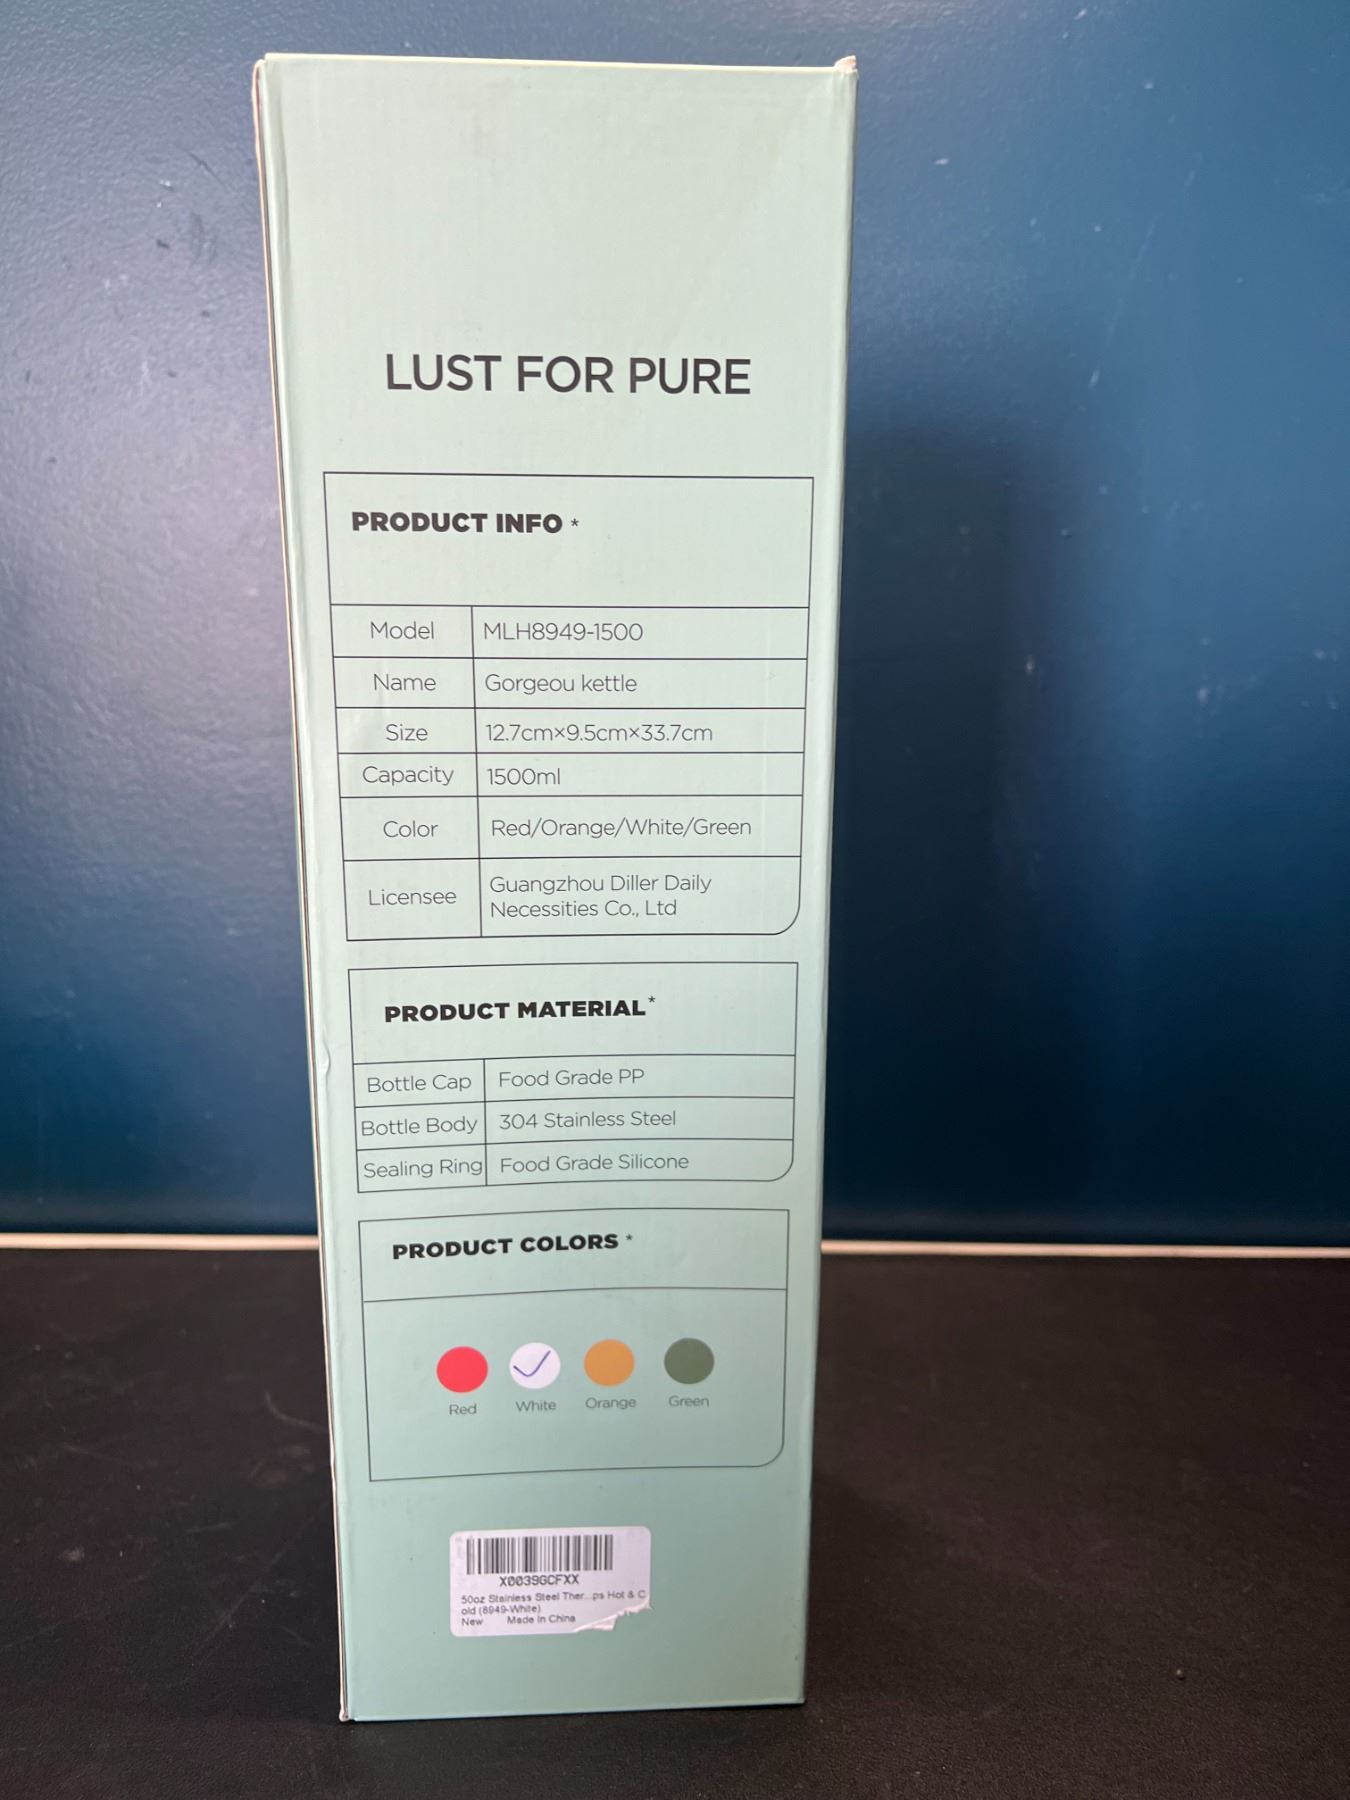 LUST FOR PURE
PRODUCT INFO *
Model MLH8949-1500
Name Gorgeou kettle
Size 12.7cm×9.5cm×33.7cm
Capacity 1500ml
Color Red/Orange/White/Green
Licensee Guangzhou Diller Daily
Necessities Co., Ltd
PRODUCT MATERIAL *
Bottle Cap Food Grade PP
Bottle Body 304 Stainless Steel
Sealing Ring Food Grade Silicone
PRODUCT COLORS *
Red White Orange Green
X0039GCFXX
50oz Stainless Steel Ther...ps Hot & C
old (8949-White)
New Made In China